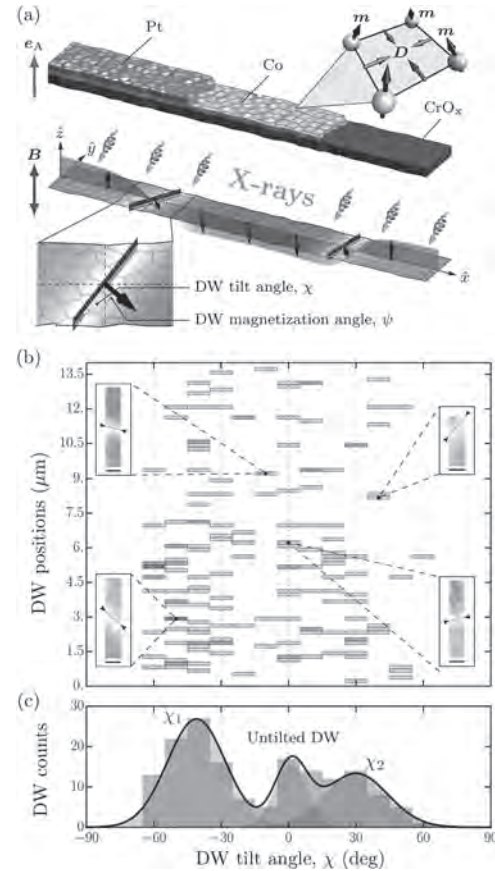 (a)
Pt
Co
m
m
m
m
D
e_A
CrO_x
B
ẑ
ŷ
X-rays
x̂
DW tilt angle, χ
DW magnetization angle, ψ
(b)
DW positions (μm)
13.5
12
10.5
9
7.5
6
4.5
3
1.5
0
(c)
DW counts
30
20
10
0
χ₁
Untilted DW
χ₂
−90
−60
−30
0
30
60
90
DW tilt angle, χ (deg)